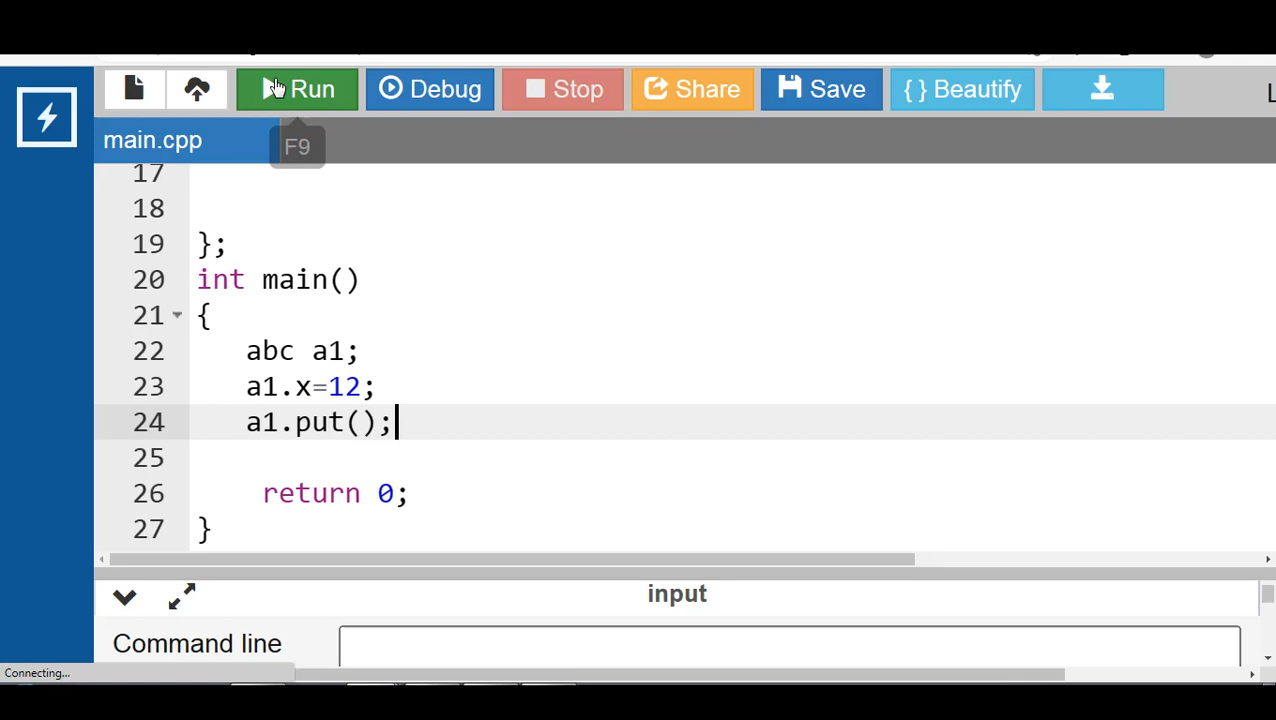 Run Debug Stop Share Save { } Beautify
main.cpp F9
17
18
19 };
20 int main()
21 {
22 abc a1;
23 a1.x=12;
24 a1.put();
25
26 return 0;
27 }
input
Command line
Connecting...